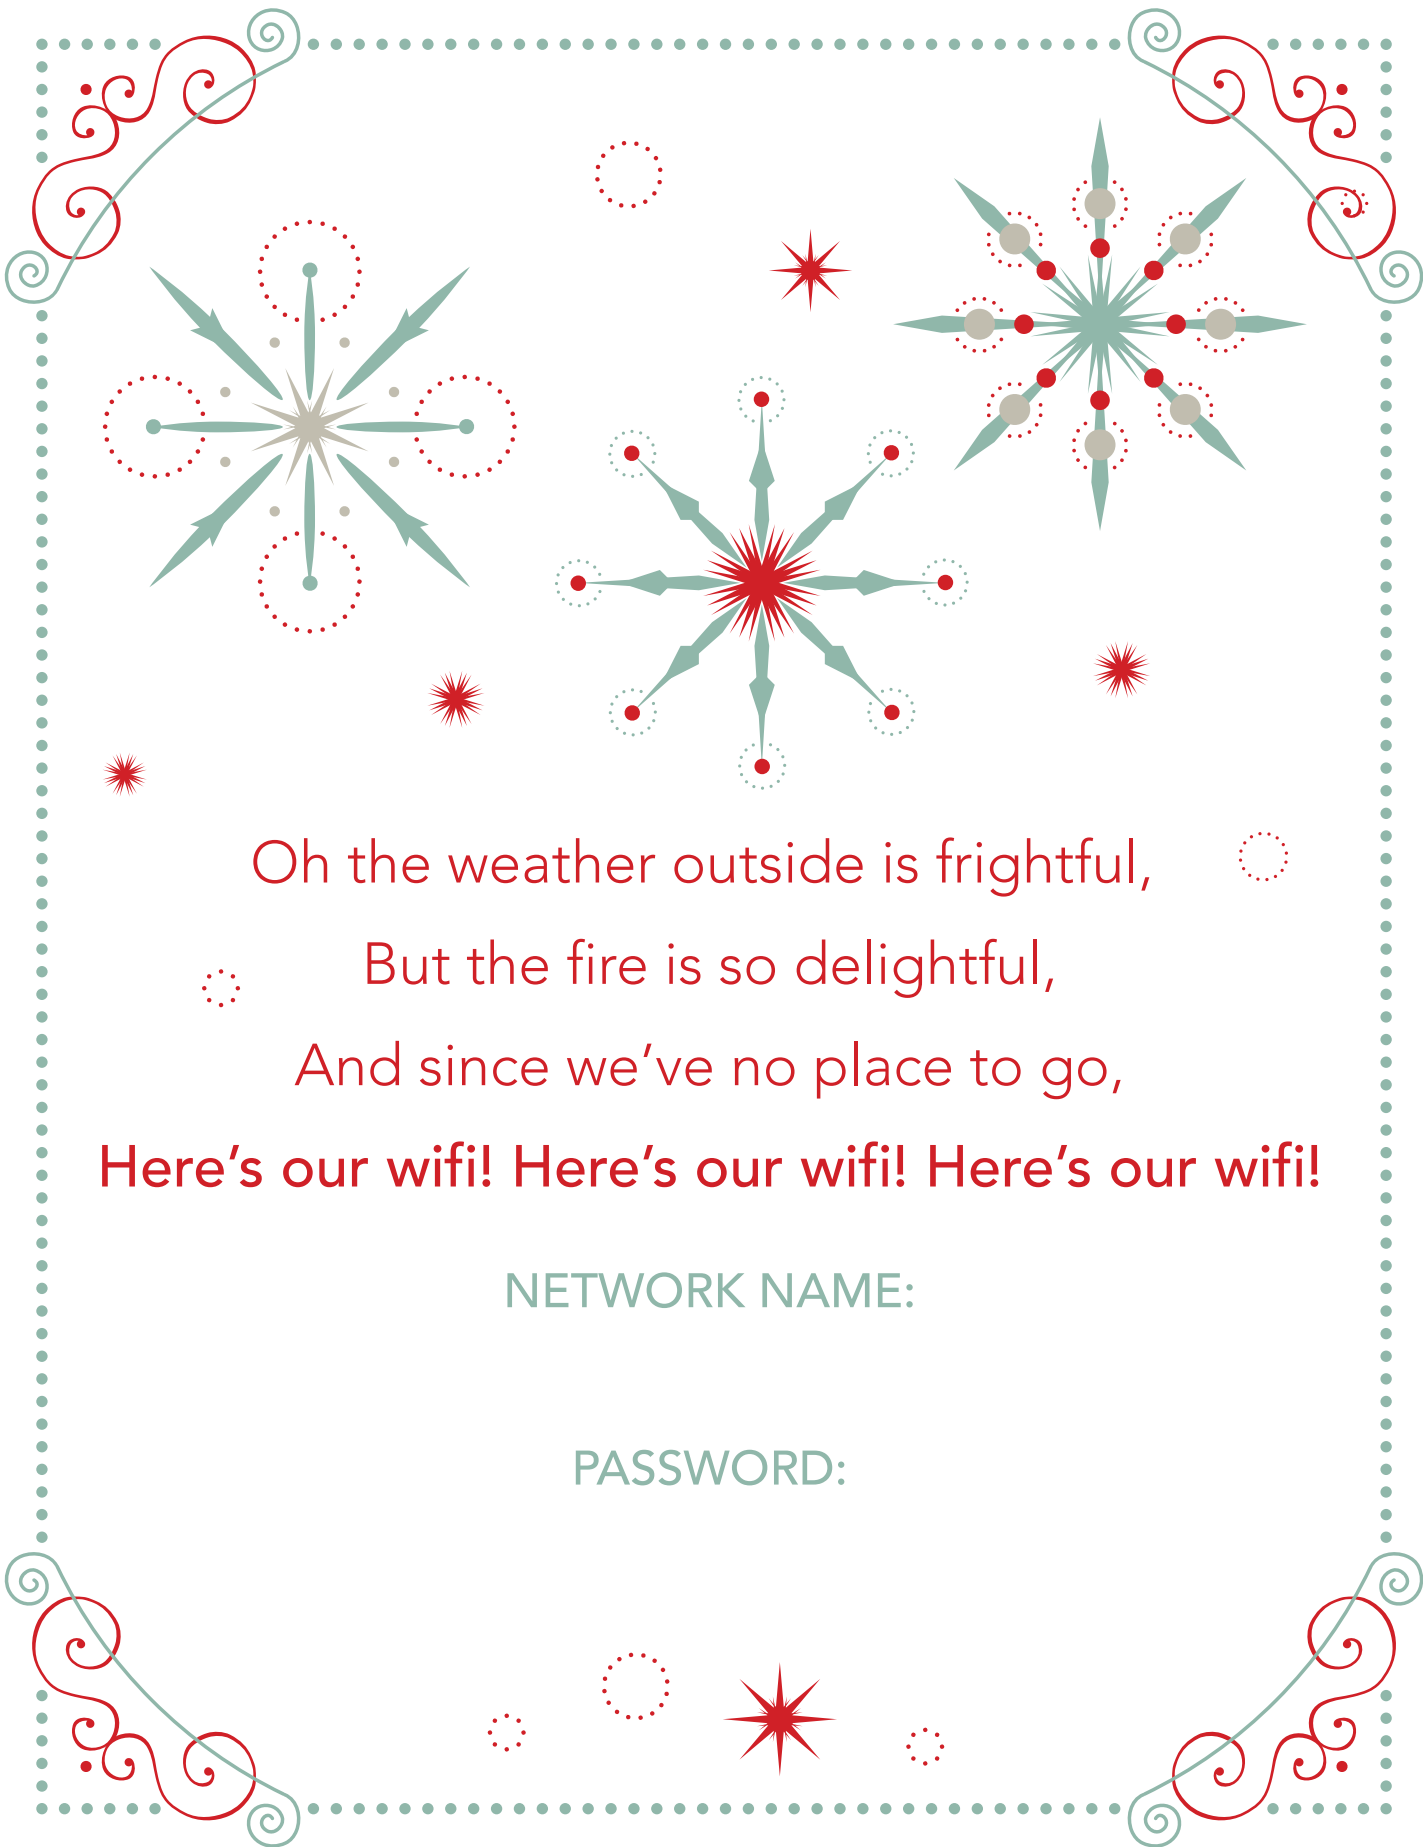 Oh the weather outside is frightful,
But the fire is so delightful,
And since we’ve no place to go,
Here’s our wifi! Here’s our wifi! Here’s our wifi!
NETWORK NAME:
PASSWORD: